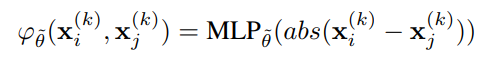 φ_θ̃(x_i^(k), x_j^(k)) = MLP_θ̃(abs(x_i^(k) − x_j^(k)))